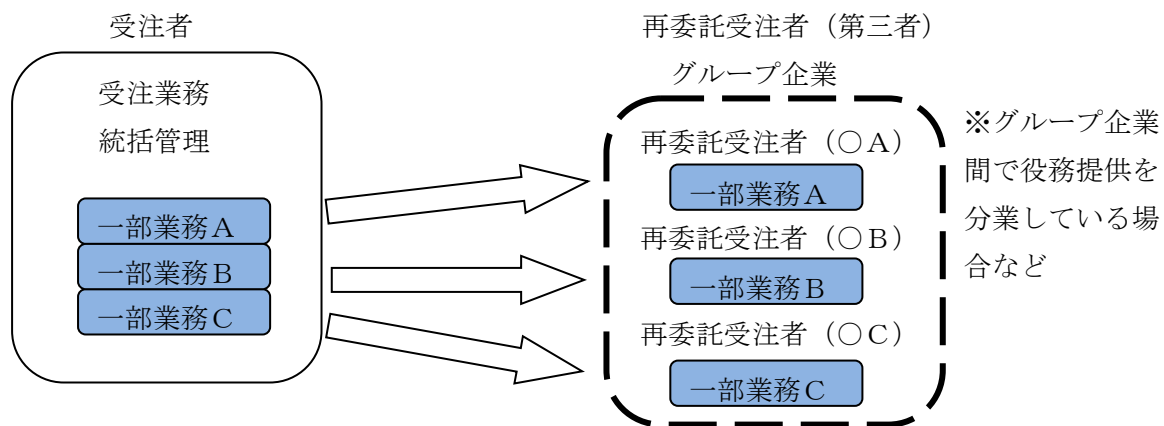 受注者
受注業務
統括管理
一部業務A
一部業務B
一部業務C
再委託受注者（第三者）
グループ企業
再委託受注者（○A）
一部業務A
再委託受注者（○B）
一部業務B
再委託受注者（○C）
一部業務C
※グループ企業
間で役務提供を
分業している場
合など